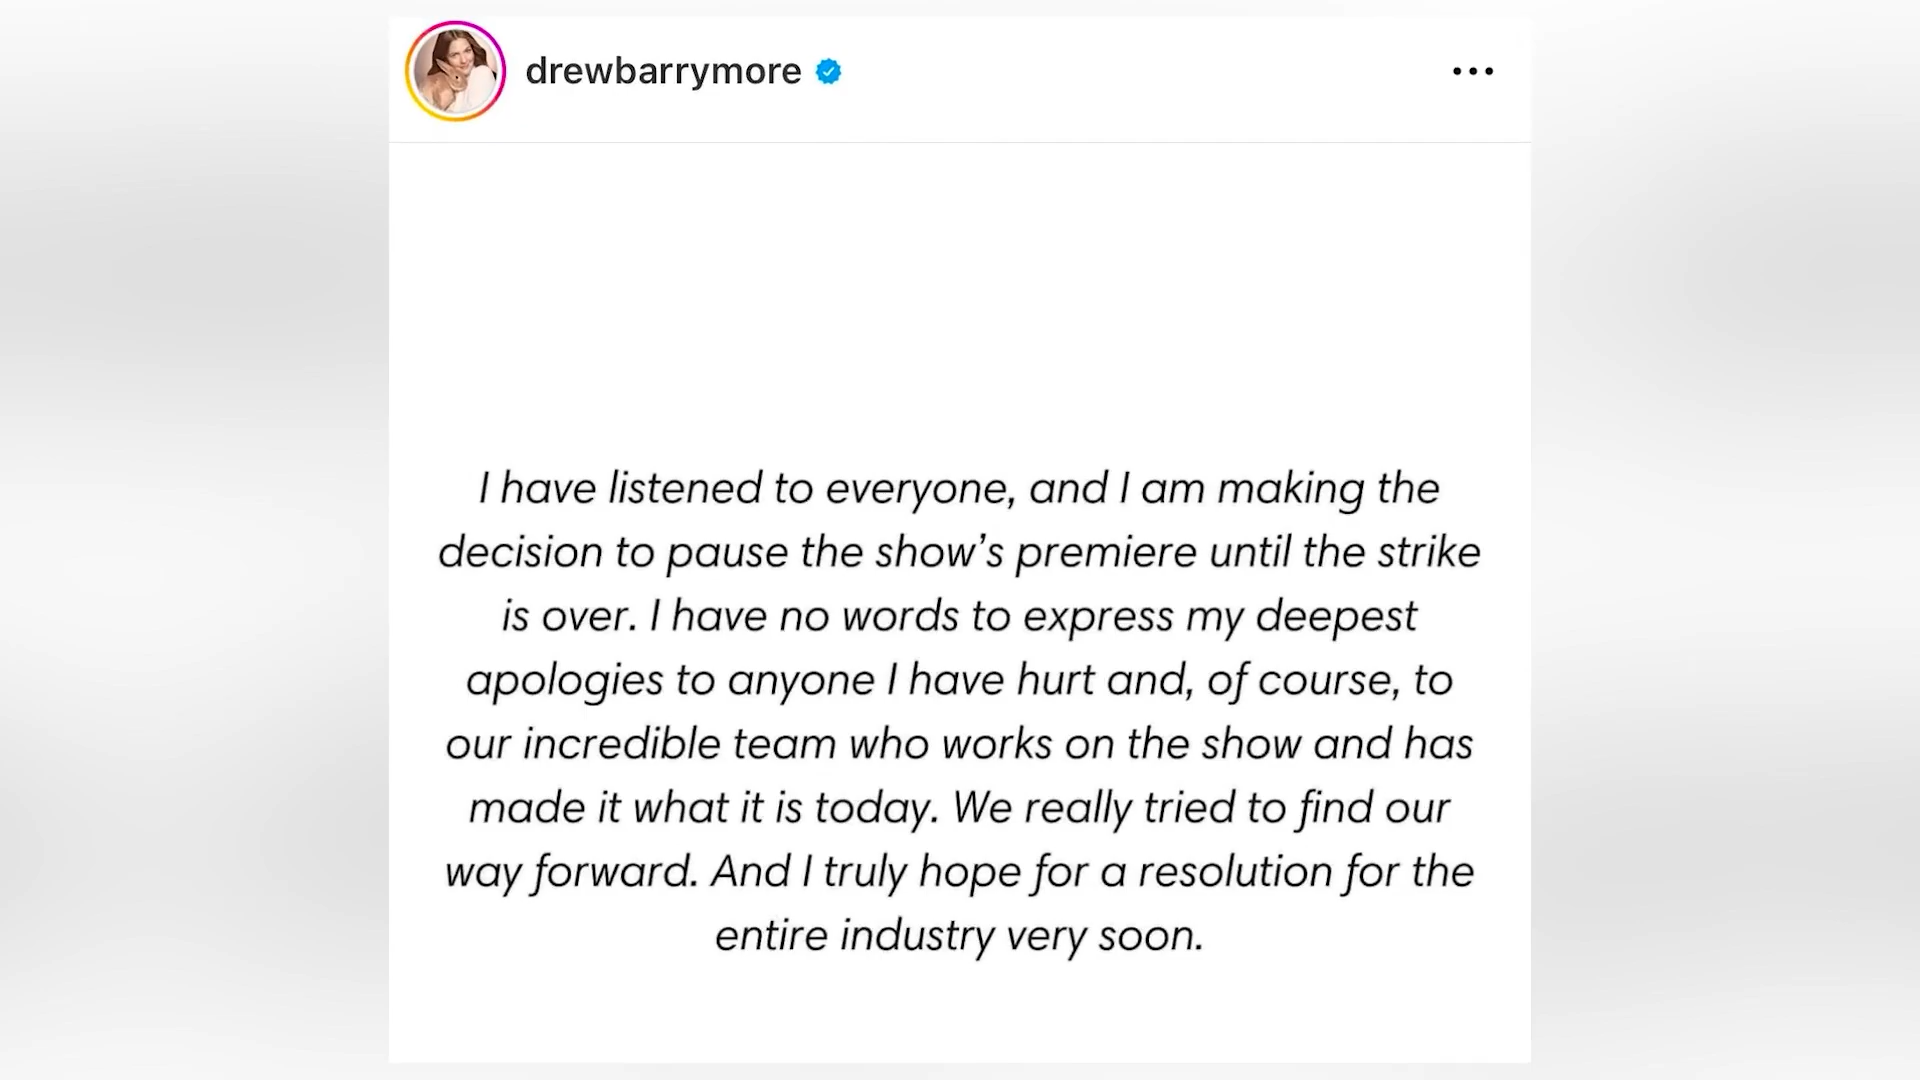 drewbarrymore
I have listened to everyone, and I am making the
decision to pause the show’s premiere until the strike
is over. I have no words to express my deepest
apologies to anyone I have hurt and, of course, to
our incredible team who works on the show and has
made it what it is today. We really tried to find our
way forward. And I truly hope for a resolution for the
entire industry very soon.